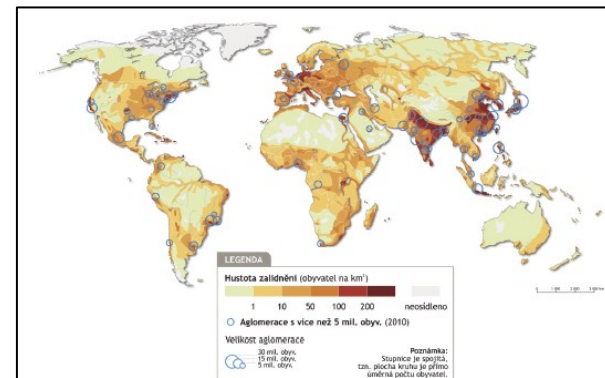 LEGENDA
Hustota zalidnění (obyvatel na km²)
1 10 50 100 200 neosídleno
Aglomerace s více než 5 mil. obyv. (2010)
Velikost aglomerace
30 mil. obyv.
15 mil. obyv.
5 mil. obyv.
Poznámka:
Stupnice je spojitá,
tzn. plocha kruhu je přímo
úměrná počtu obyvatel.